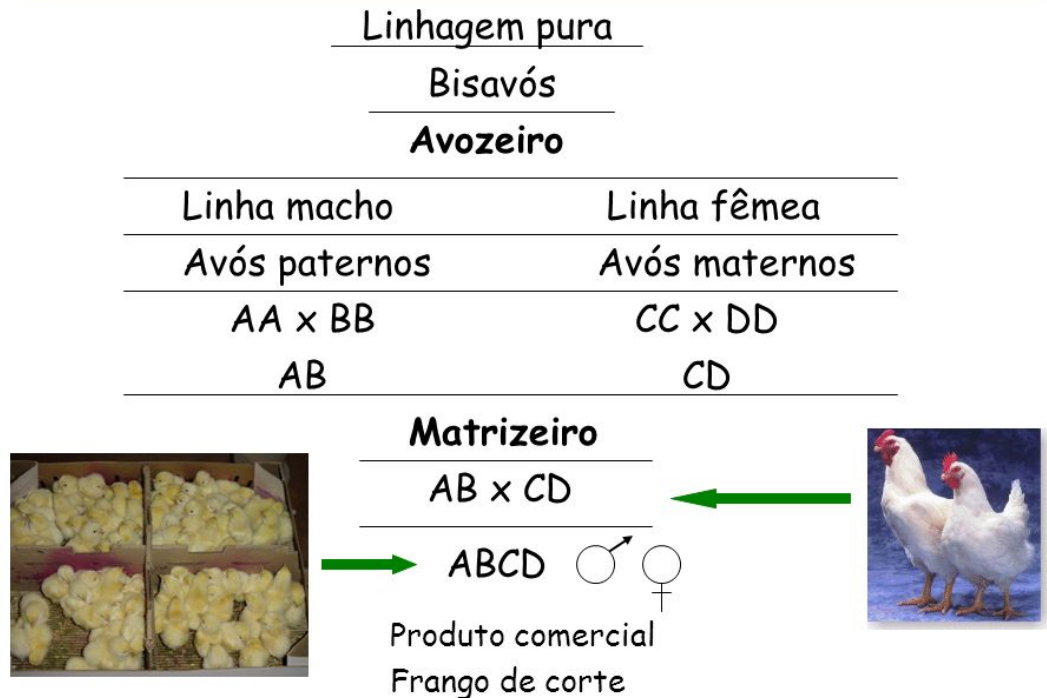 Linhagem pura
Bisavós
Avozeiro
Linha macho Linha fêmea
Avós paternos Avós maternos
AA x BB CC x DD
AB CD
Matrizeiro
AB x CD
ABCD
Produto comercial
Frango de corte